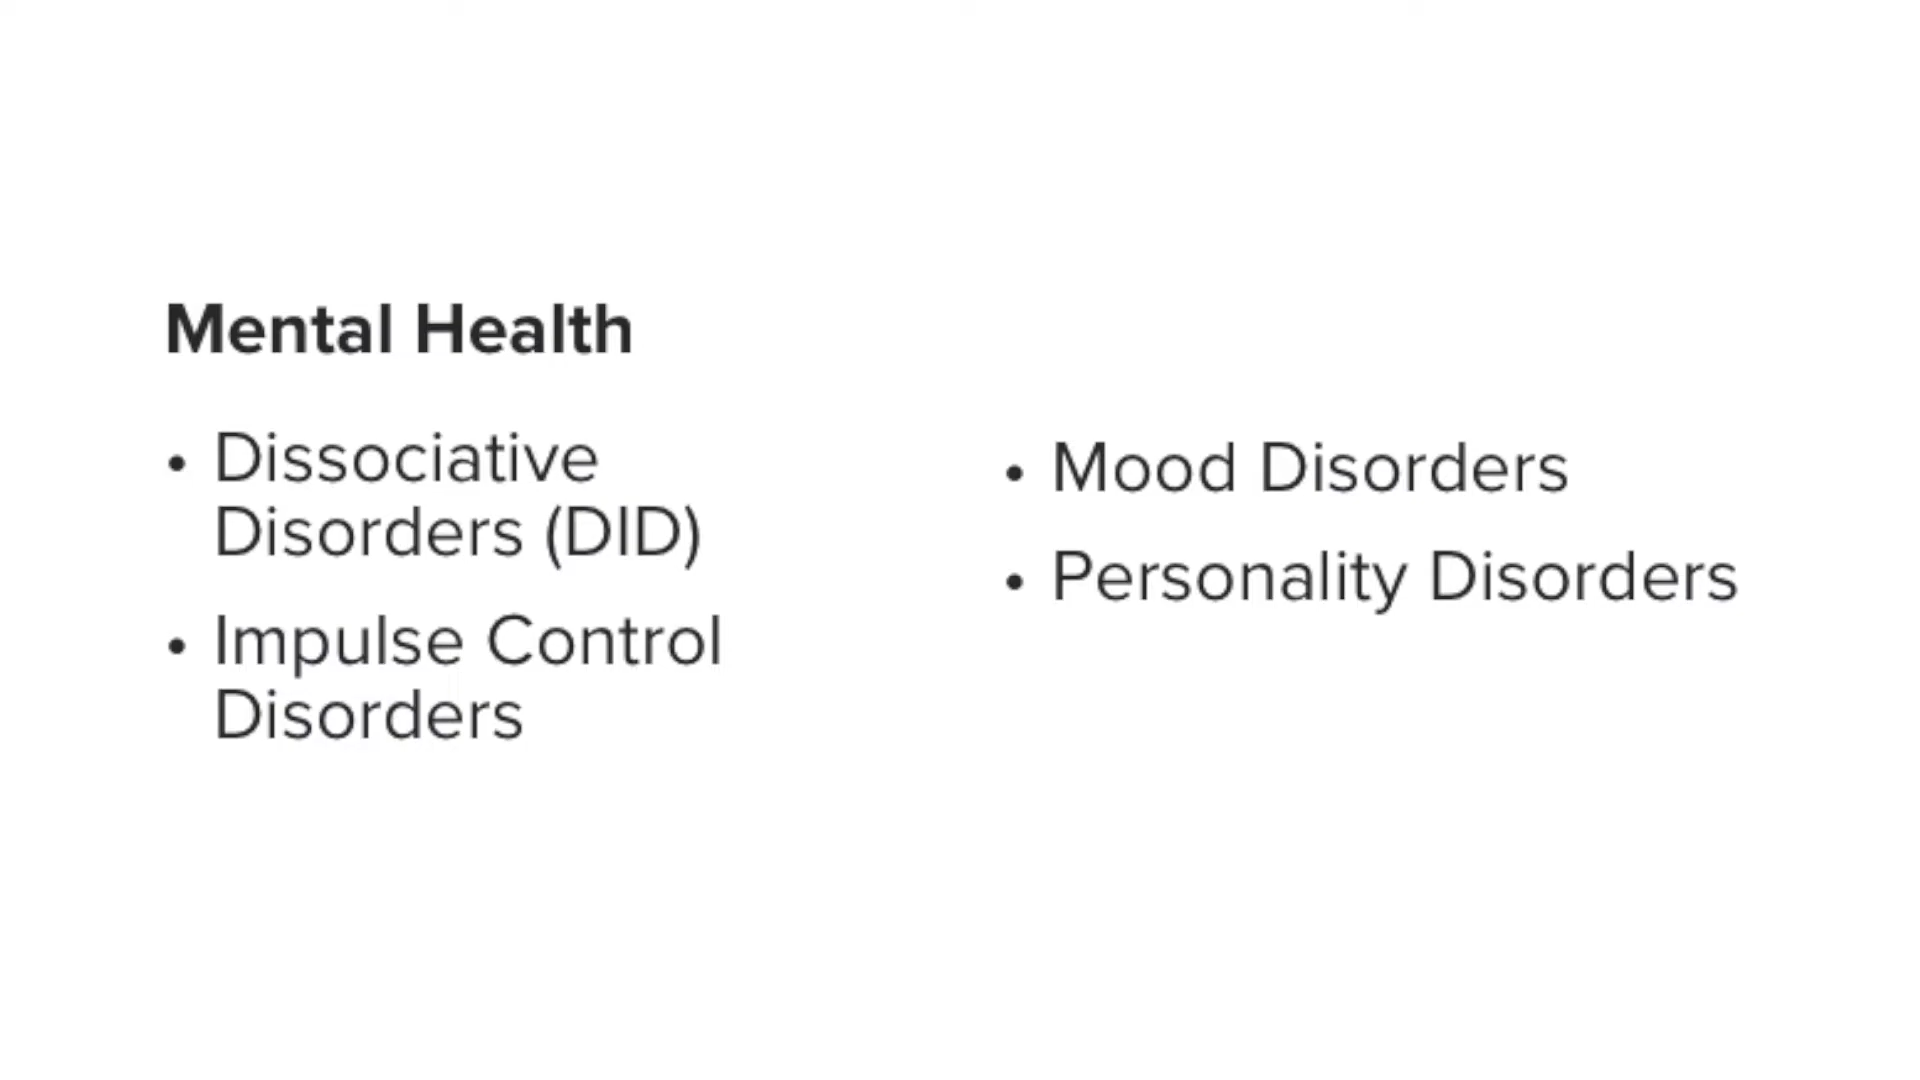 Mental Health
• Dissociative
Disorders (DID)
• Impulse Control
Disorders
• Mood Disorders
• Personality Disorders